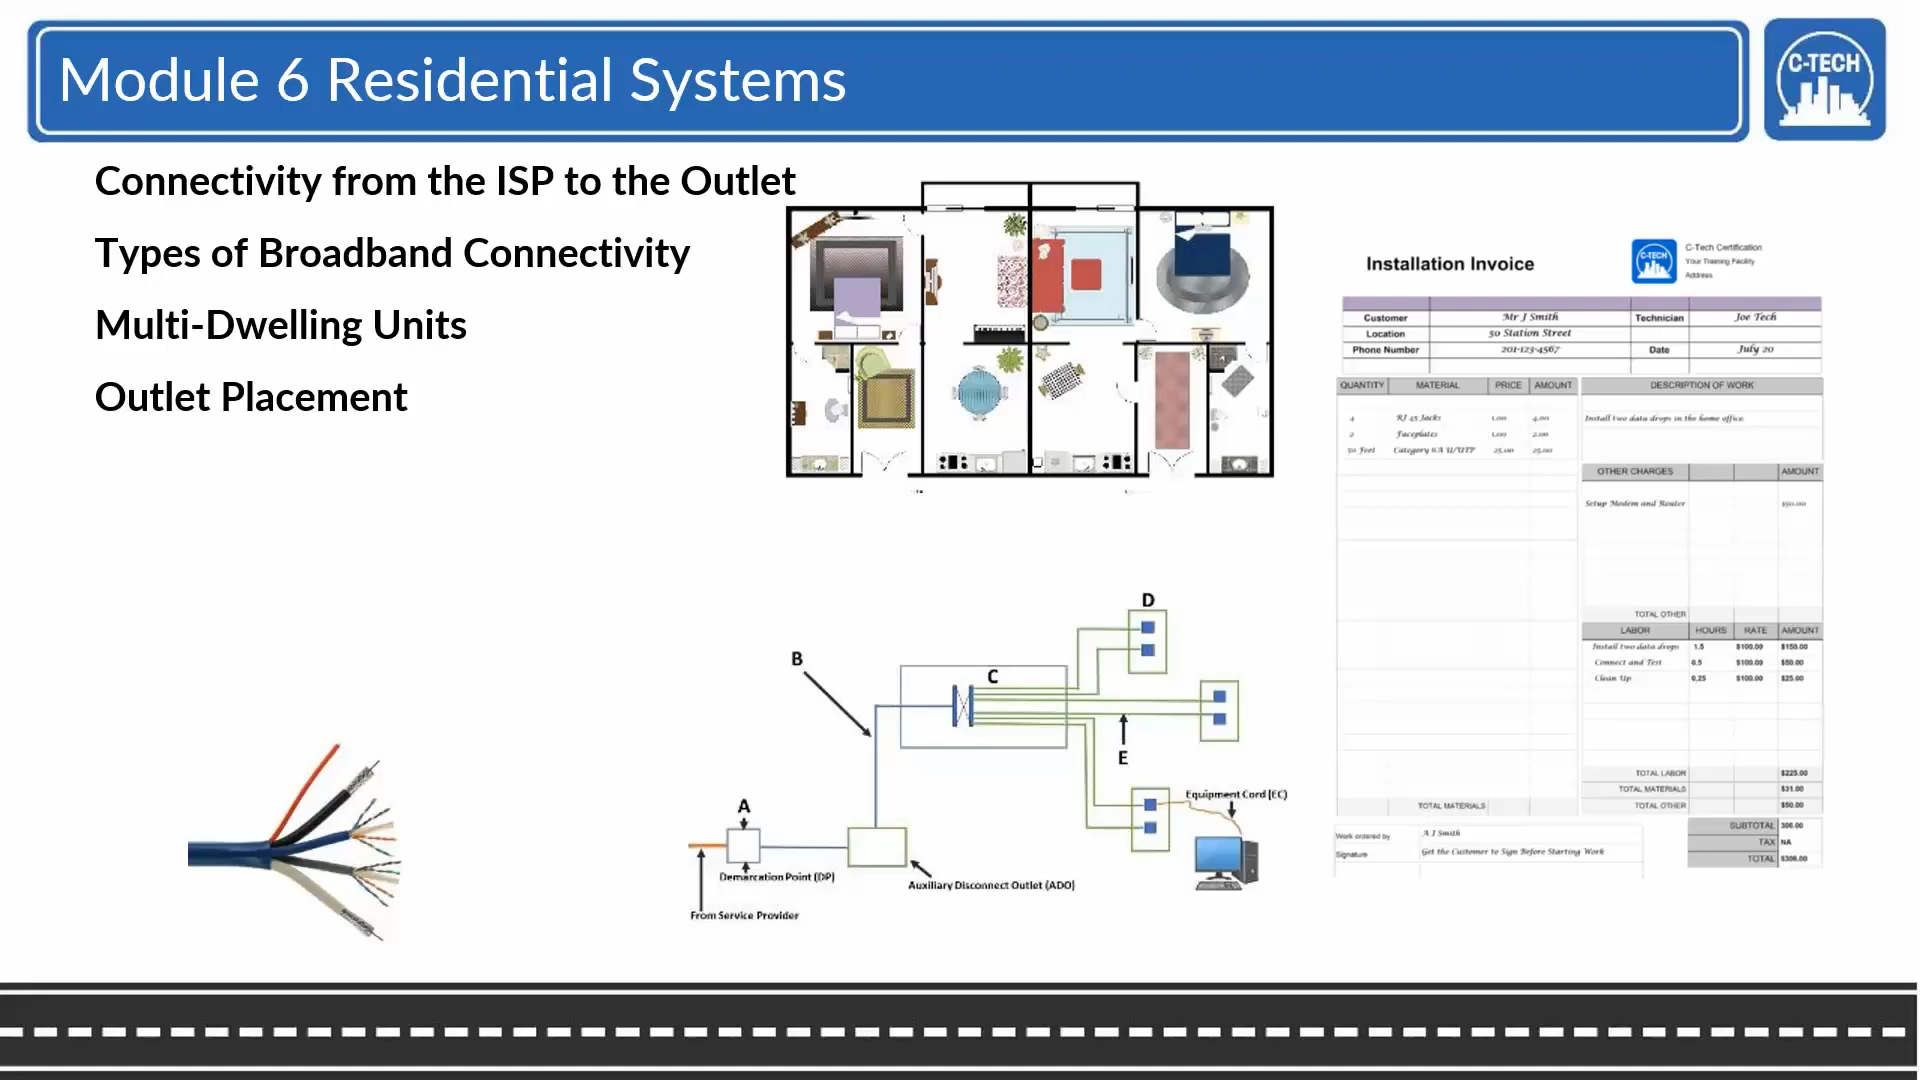 Module 6 Residential Systems
C-TECH
Connectivity from the ISP to the Outlet
Types of Broadband Connectivity
Multi-Dwelling Units
Outlet Placement
Installation Invoice
C-TECH
C-Tech Certification
Your Training Facility
Address
Customer Mr J Smith Technician Joe Tech
Location 50 Station Street
Phone Number 201-123-4567 Date July 20
QUANTITY MATERIAL PRICE AMOUNT
4 RJ 45 Jacks 1.00 4.00
2 Faceplates 1.00 2.00
50 Feet Category 6A U/UTP 25.00 25.00
TOTAL MATERIALS
DESCRIPTION OF WORK
Install two data drops in the home office.
OTHER CHARGES AMOUNT
Setup Modem and Router $50.00
TOTAL OTHER
LABOR HOURS RATE AMOUNT
Install two data drops 1.5 $100.00 $150.00
Connect and Test 0.5 $100.00 $50.00
Clean Up 0,25 $100.00 $25.00
TOTAL LABOR $225.00
TOTAL MATERIALS $31.00
TOTAL OTHER $50.00
SUBTOTAL 306.00
TAX NA
TOTAL $306.00
Work ordered by A J Smith
Signature Get the Customer to Sign Before Starting Work
D
B
C
E
A
Equipment Cord (EC)
Demarcation Point (DP)
Auxiliary Disconnect Outlet (ADO)
From Service Provider